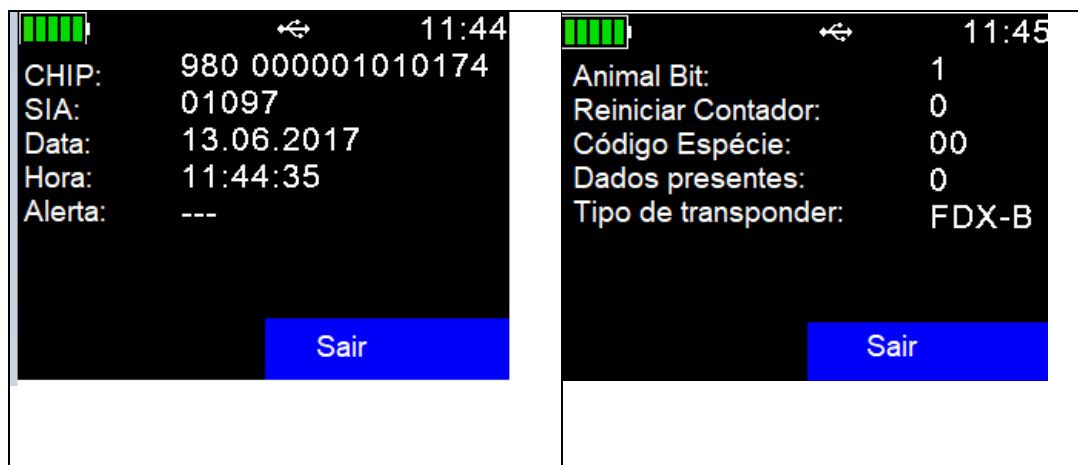 11:44
CHIP: 980 000001010174
SIA: 01097
Data: 13.06.2017
Hora: 11:44:35
Alerta: ---
Sair
11:45
Animal Bit: 1
Reiniciar Contador: 0
Código Espécie: 00
Dados presentes: 0
Tipo de transponder: FDX-B
Sair